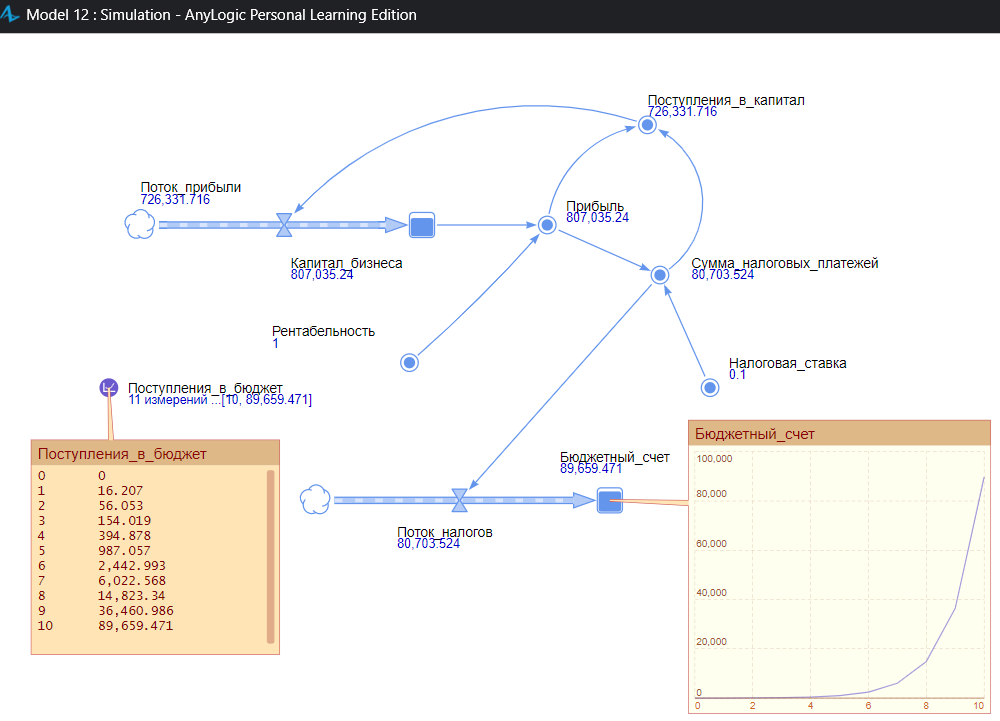 Model 12 : Simulation - AnyLogic Personal Learning Edition
Поступления_в_капитал
726,331.716
Поток_прибыли
726,331.716
Прибыль
807,035.24
Капитал_бизнеса
807,035.24
Сумма_налоговых_платежей
80,703.524
Рентабельность
1
Налоговая_ставка
0.1
Поступления_в_бюджет
11 измерений ...[10, 89,659.471]
Поступления_в_бюджет
0 0
1 16.207
2 56.053
3 154.019
4 394.878
5 987.057
6 2,442.993
7 6,022.568
8 14,823.34
9 36,460.986
10 89,659.471
Бюджетный_счет
89,659.471
Поток_налогов
80,703.524
Бюджетный_счет
100,000
80,000
60,000
40,000
20,000
0
0 2 4 6 8 10